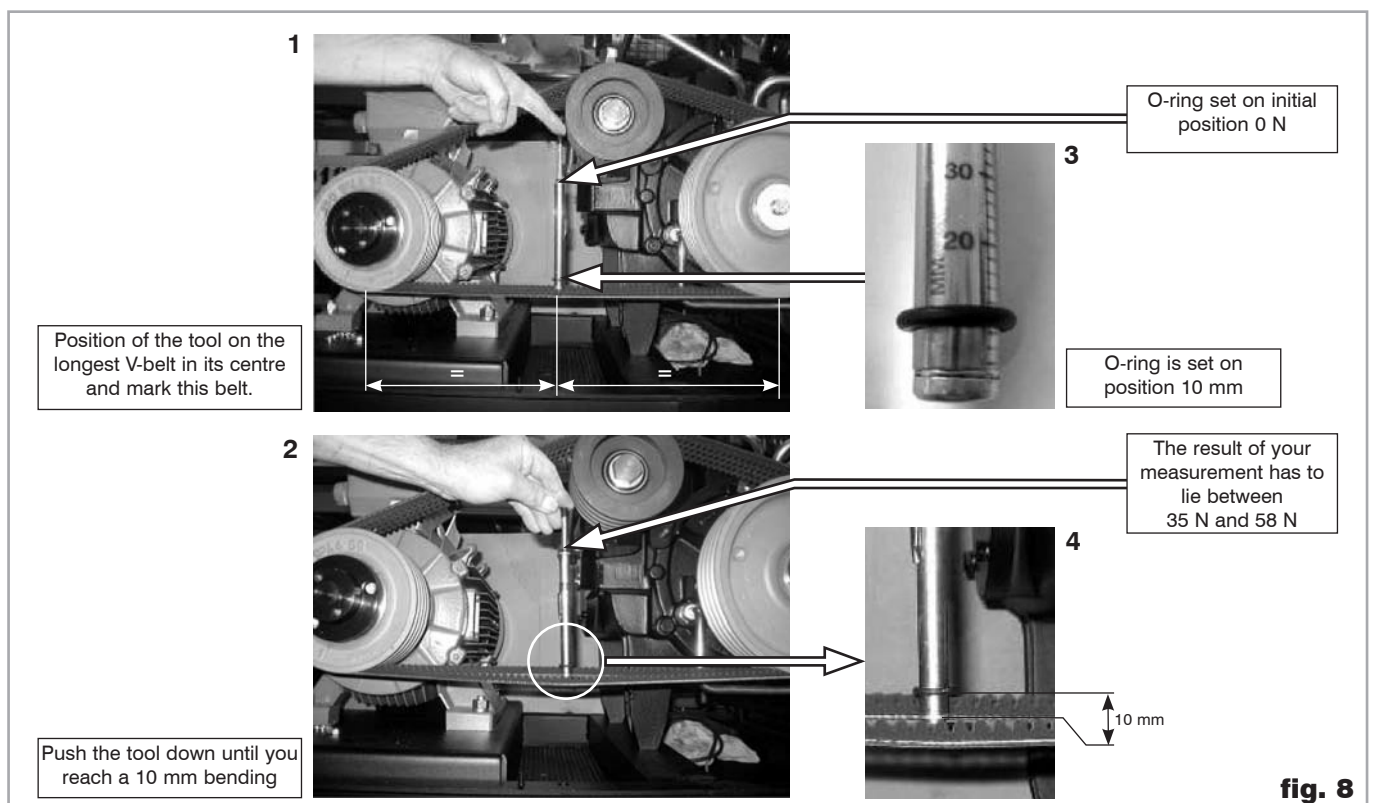 1
O-ring set on initial
position 0 N
3
30
20
MM
Position of the tool on the
longest V-belt in its centre
and mark this belt.
=
=
O-ring is set on
position 10 mm
2
The result of your
measurement has to
lie between
35 N and 58 N
4
10 mm
Push the tool down until you
reach a 10 mm bending
fig. 8